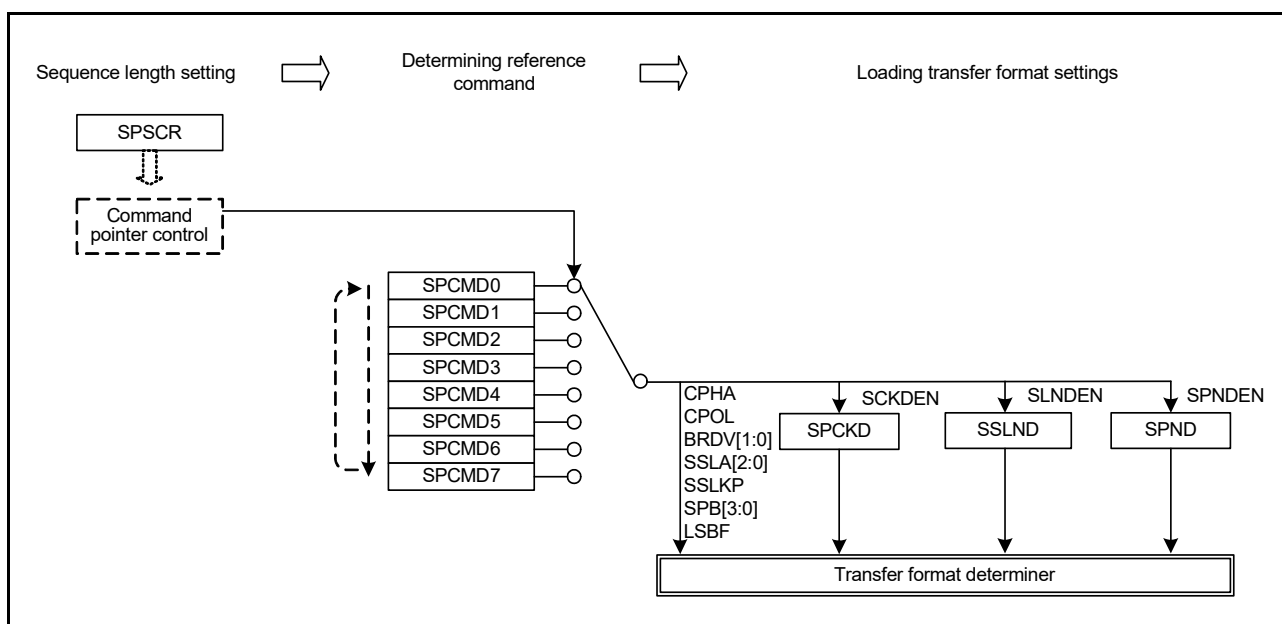 Sequence length setting
Determining reference
command
Loading transfer format settings
SPSCR
Command
pointer control
SPCMD0
SPCMD1
SPCMD2
SPCMD3
SPCMD4
SPCMD5
SPCMD6
SPCMD7
CPHA
CPOL
BRDV[1:0]
SSLA[2:0]
SSLKP
SPB[3:0]
LSBF
SCKDEN
SPCKD
SLNDEN
SSLND
SPNDEN
SPND
Transfer format determiner